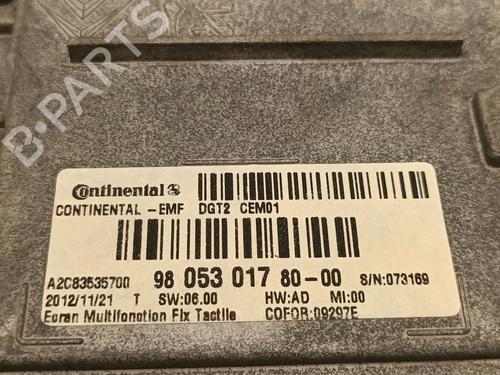 B-PARTS
Continental
CONTINENTAL -EMF DGT2 CEM01
A2C83535700 98 053 017 80-00 S/N:073169
2012/11/21 T SW:06.00 HW:AD MI:00
Ecran Multifonction Fix Tactile COFOR:09297E